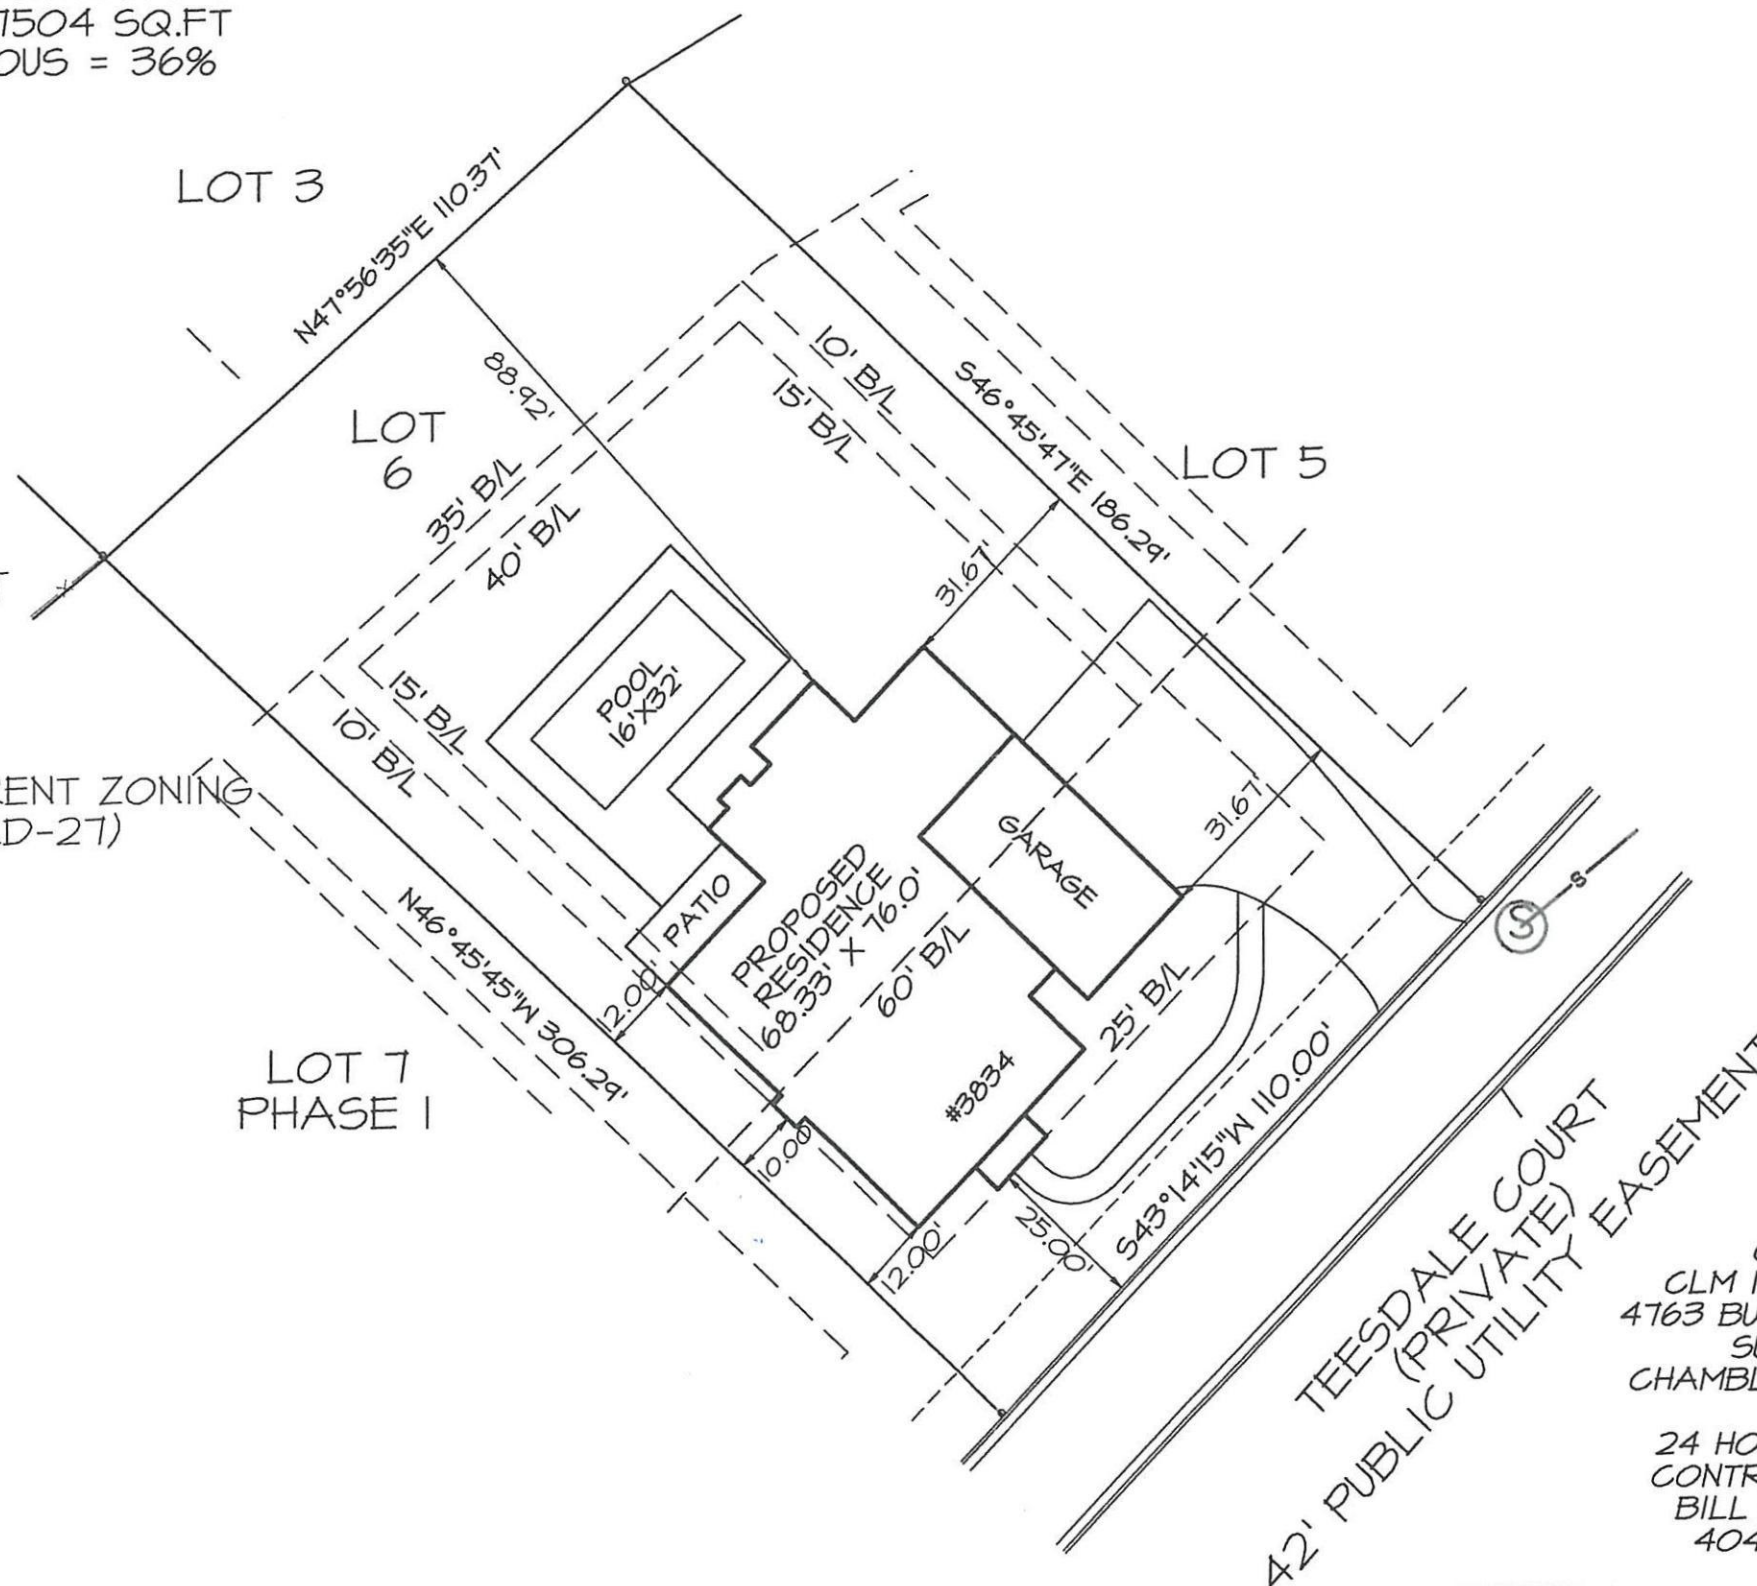 1504 SQ.FT
OUS = 36%
LOT 3
N47°56'35"E 110.37'
88.92'
LOT
6
35' B/L
40' B/L
10' B/L
15' B/L
S46°45'47"E 186.29'
LOT 5
31.67'
POOL
16'X32'
15' B/L
10' B/L
RENT ZONING
D-27)
GARAGE
31.67'
PATIO
PROPOSED
RESIDENCE
68.33' X 76.0'
60' B/L
25' B/L
S
S
12.00'
N46°45'45"W 306.29'
LOT 7
PHASE 1
10.00'
#3834
12.00'
25.00'
S43°14'15"W 110.00'
TEESDALE COURT
(PRIVATE)
42' PUBLIC UTILITY EASEMENT
CLM
4763 BU
CHAMBL
24 HO
CONTR
BILL
404